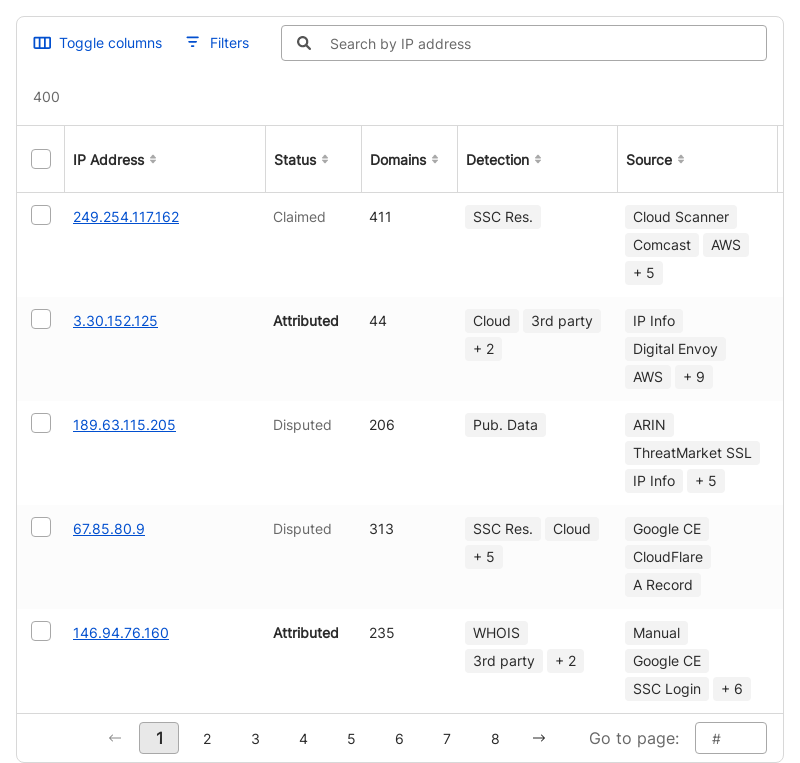 Toggle columns Filters Search by IP address
400
IP Address Status Domains Detection Source
249.254.117.162 Claimed 411 SSC Res. Cloud Scanner
Comcast AWS
+ 5
3.30.152.125 Attributed 44 Cloud 3rd party IP Info
+ 2 Digital Envoy
AWS + 9
189.63.115.205 Disputed 206 Pub. Data ARIN
ThreatMarket SSL
IP Info + 5
67.85.80.9 Disputed 313 SSC Res. Cloud Google CE
+ 5 CloudFlare
A Record
146.94.76.160 Attributed 235 WHOIS Manual
3rd party + 2 Google CE
SSC Login + 6
← 1 2 3 4 5 6 7 8 → Go to page: #